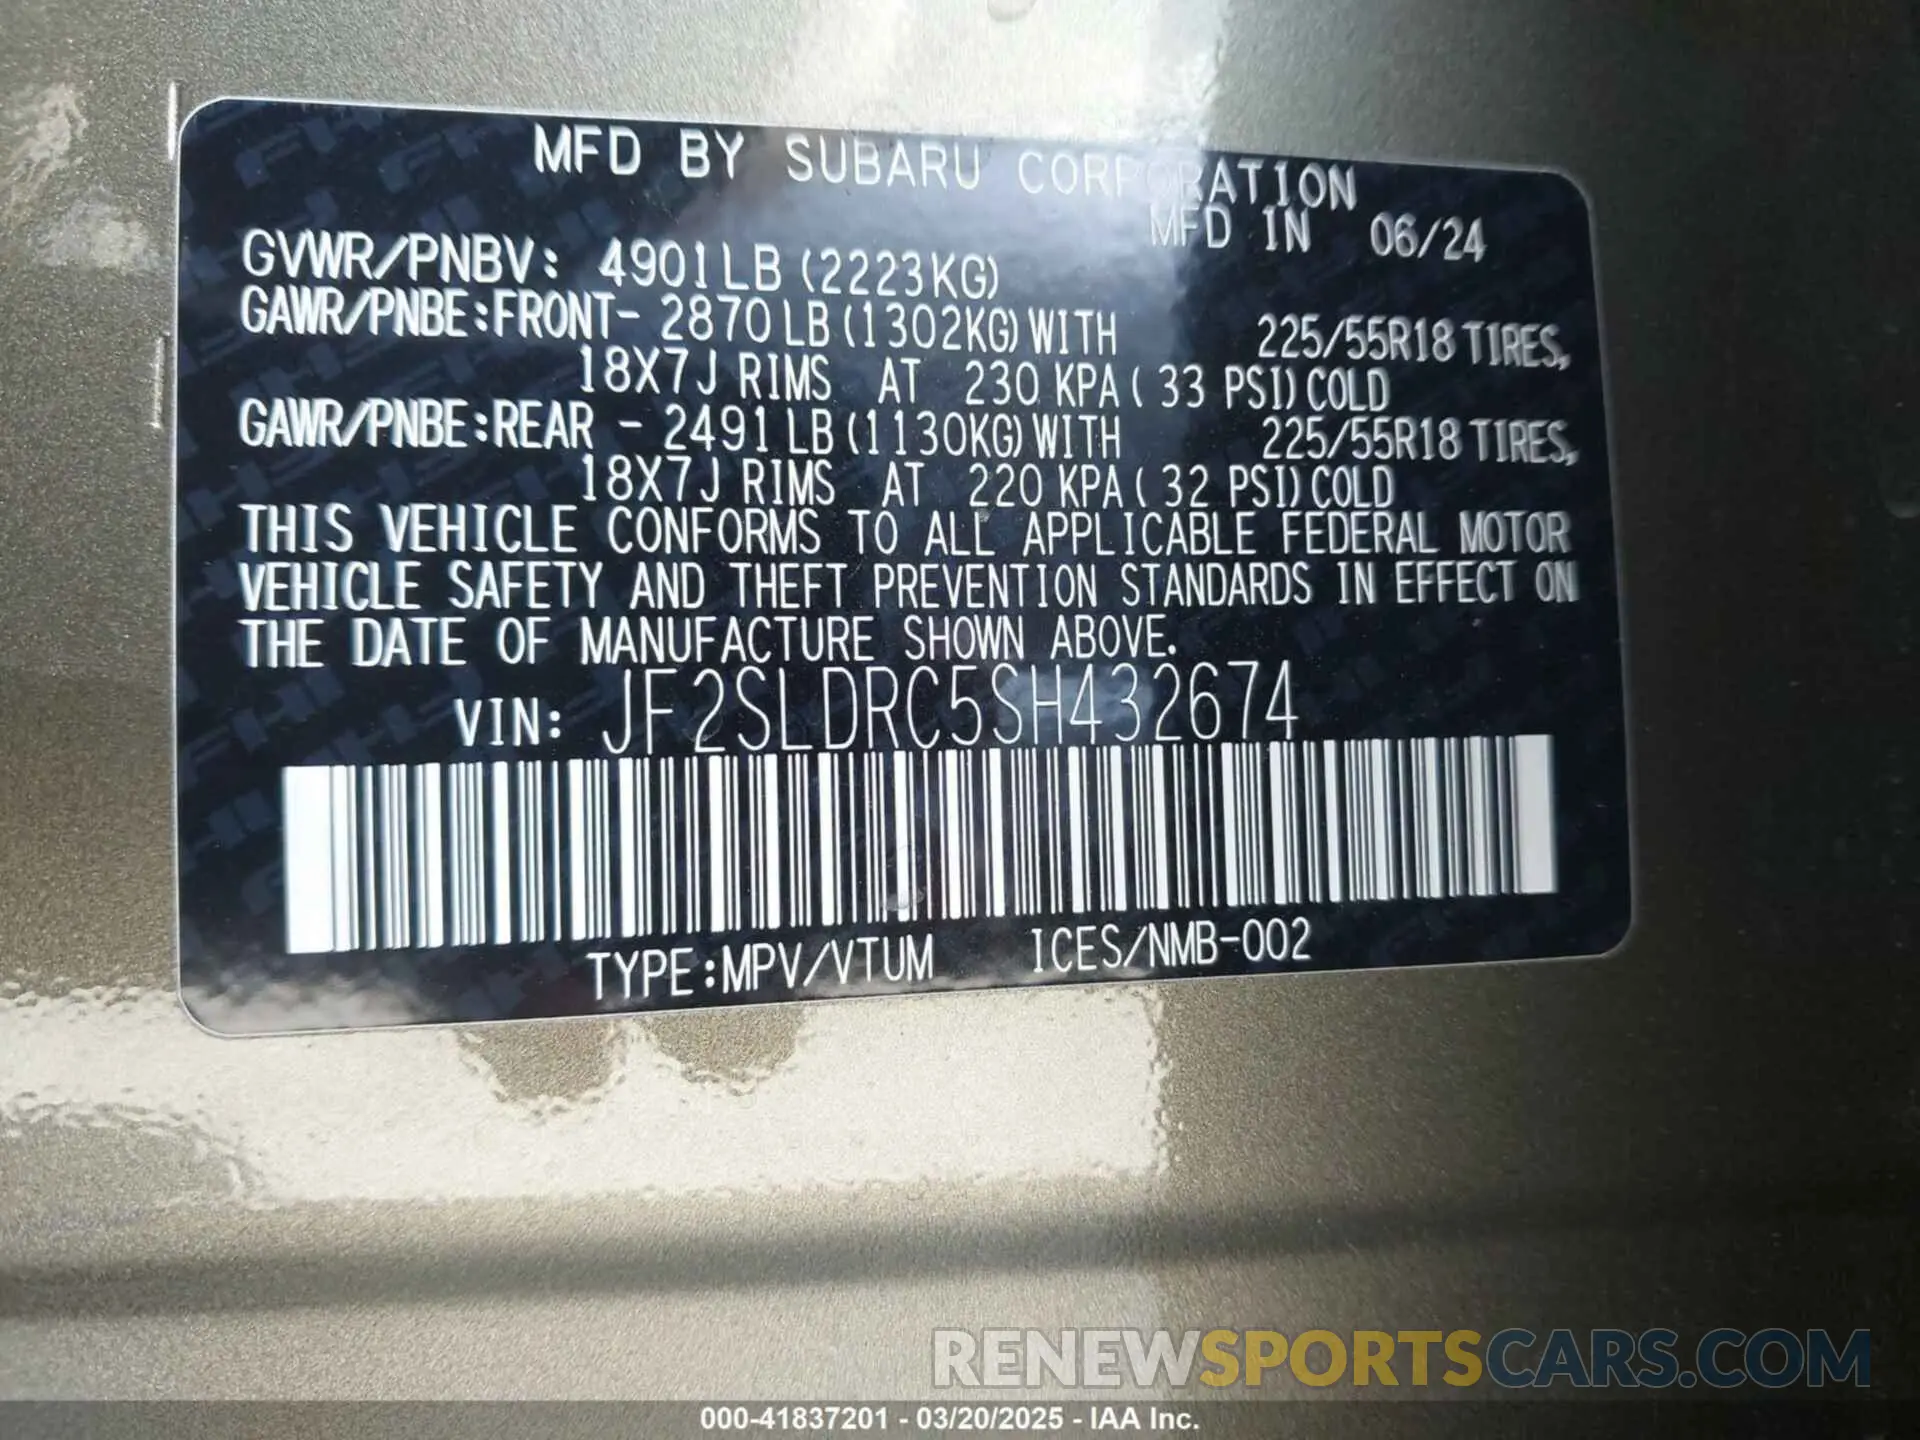 MFD BY SUBARU CORPORATION
MFD IN 06/24
GVWR/PNBV: 4901LB (2223KG)
GAWR/PNBE:FRONT- 2870LB(1302KG)WITH 225/55R18 TIRES,
18X7J RIMS AT 230 KPA( 33 PSI)COLD
GAWR/PNBE:REAR - 2491LB(1130KG)WITH 225/55R18 TIRES,
18X7J RIMS AT 220 KPA( 32 PSI)COLD
THIS VEHICLE CONFORMS TO ALL APPLICABLE FEDERAL MOTOR
VEHICLE SAFETY AND THEFT PREVENTION STANDARDS IN EFFECT ON
THE DATE OF MANUFACTURE SHOWN ABOVE.
VIN: JF2SLDRC5SH432674
TYPE:MPV/VTUM ICES/NMB-002
RENEWSPORTSCARS.COM
000-41837201 - 03/20/2025 - IAA Inc.